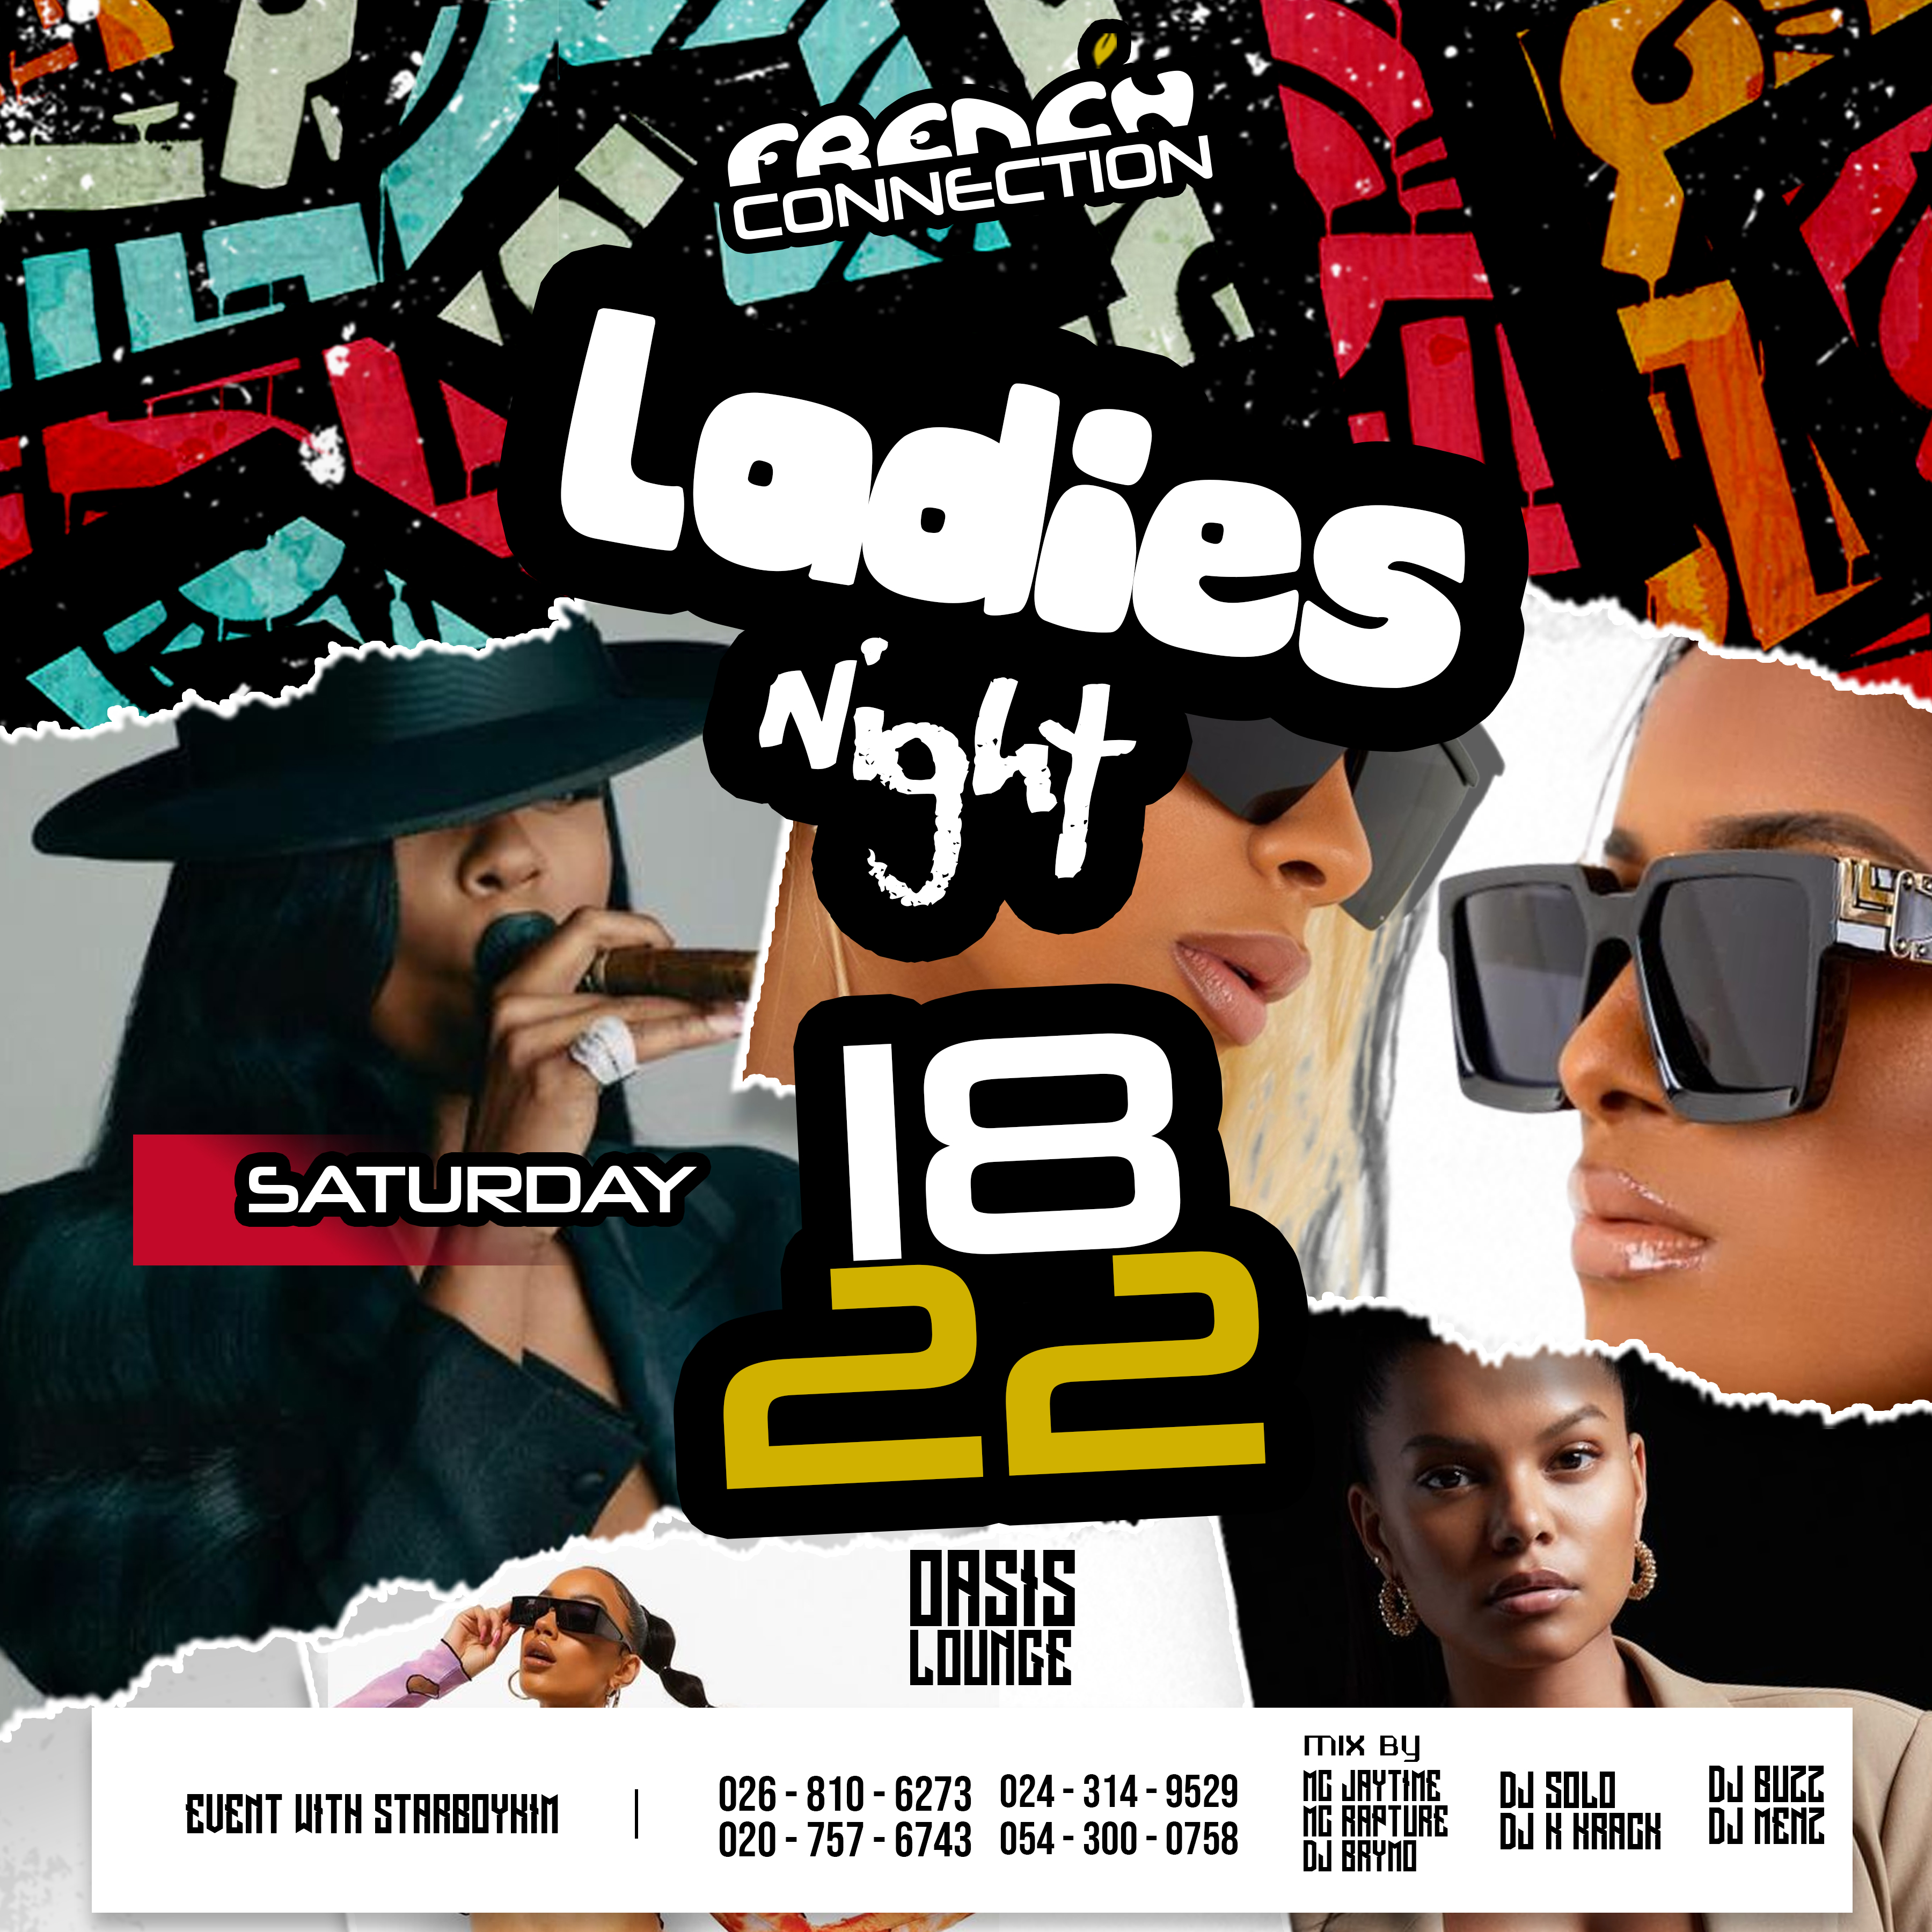 FRENCH
CONNECTION
Ladies
Night
18
22
SATURDAY
OASIS
LOUNGE
EVENT WITH STARBOYKIM
026 - 810 - 6273
020 - 757 - 6743
024 - 314 - 9529
054 - 300 - 0758
MIX BY
MC JAYTIME
MC RAPTURE
DJ BRYMO
DJ SOLO
DJ K KRACK
DJ BUZZ
DJ MENZ